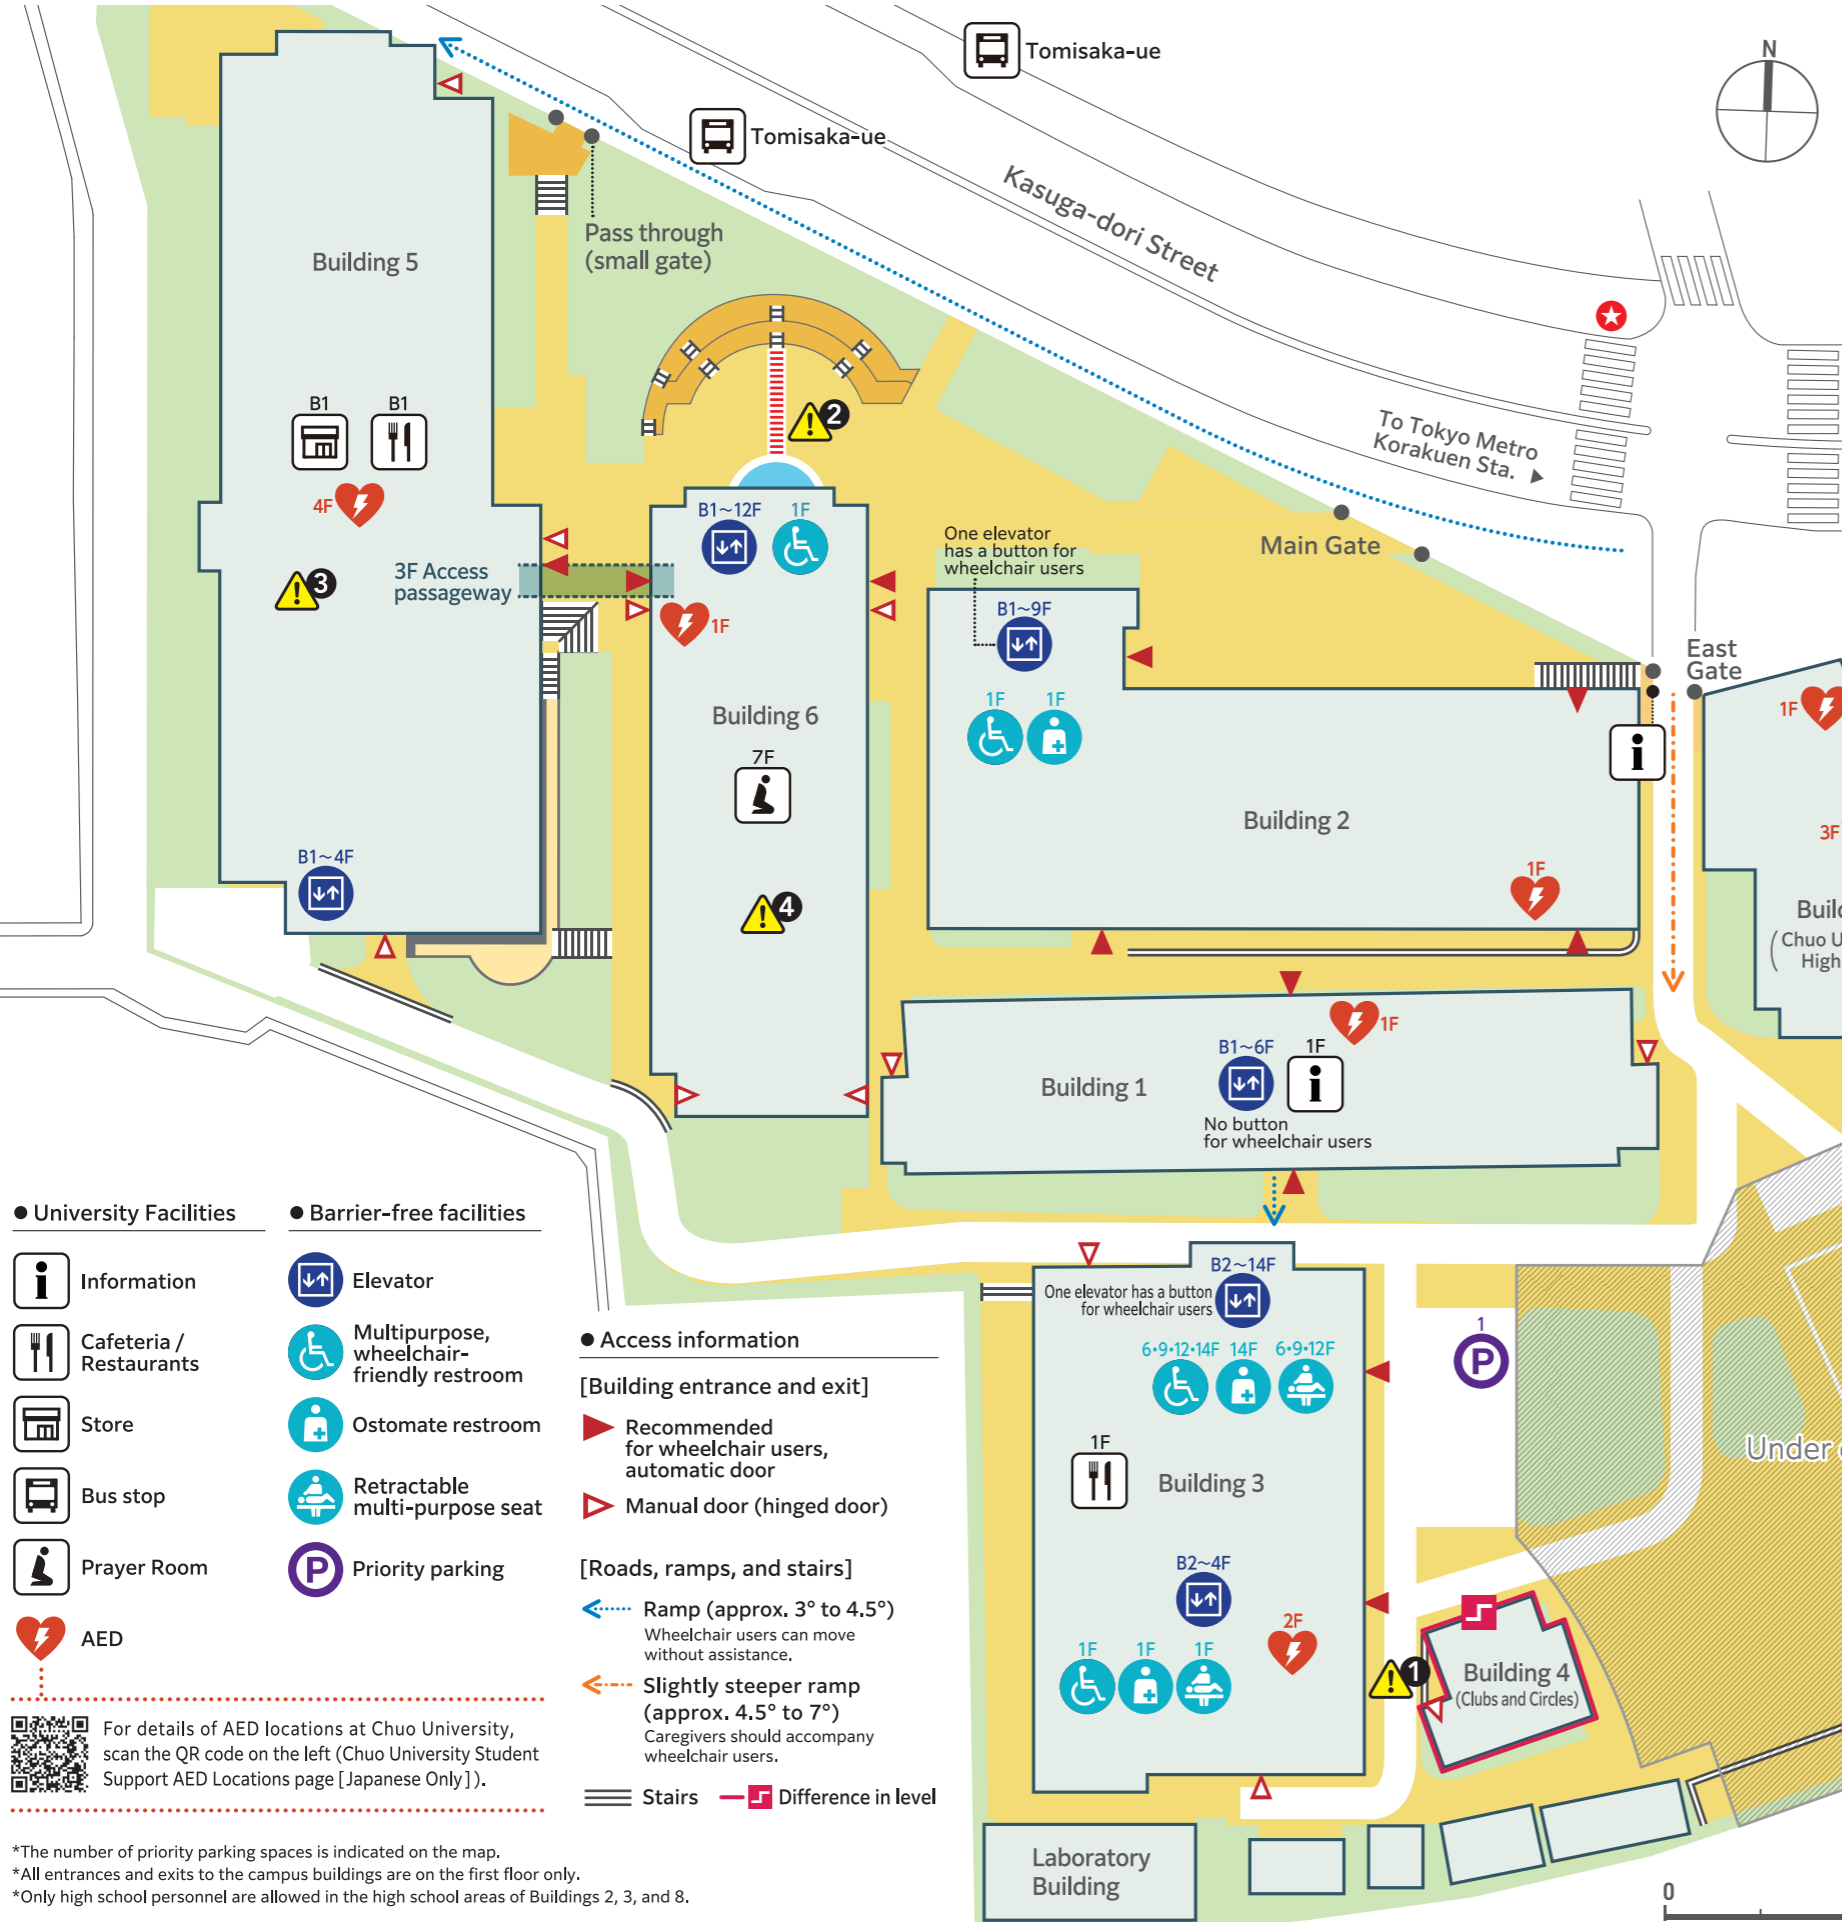 Tomisaka-ue
N
Tomisaka-ue
Kasuga-dori Street
Pass through
(small gate)
Building 5
B1
B1
4F
3
3F Access
passageway
B1~4F
2
B1~12F
1F
1F
Building 6
7F
4
To Tokyo Metro
Korakuen Sta.
Main Gate
One elevator
has a button for
wheelchair users
B1~9F
1F
1F
Building 2
1F
East
Gate
i
1F
3F
Buil
(Chuo U
High
1F
B1~6F
1F
i
Building 1
No button
for wheelchair users
B2~14F
One elevator has a button
for wheelchair users
6•9•12•14F
14F
6•9•12F
1F
Building 3
B2~4F
2F
1F
1F
1F
1
P
Under
1
Building 4
(Clubs and Circles)
Laboratory
Building
0
● University Facilities
i Information
Cafeteria /
Restaurants
Store
Bus stop
Prayer Room
AED
● Barrier-free facilities
Elevator
Multipurpose,
wheelchair-
friendly restroom
Ostomate restroom
Retractable
multi-purpose seat
P Priority parking
● Access information
[Building entrance and exit]
Recommended
for wheelchair users,
automatic door
Manual door (hinged door)
[Roads, ramps, and stairs]
Ramp (approx. 3° to 4.5°)
Wheelchair users can move
without assistance.
Slightly steeper ramp
(approx. 4.5° to 7°)
Caregivers should accompany
wheelchair users.
Stairs
Difference in level
For details of AED locations at Chuo University,
scan the QR code on the left (Chuo University Student
Support AED Locations page [Japanese Only]).
*The number of priority parking spaces is indicated on the map.
*All entrances and exits to the campus buildings are on the first floor only.
*Only high school personnel are allowed in the high school areas of Buildings 2, 3, and 8.